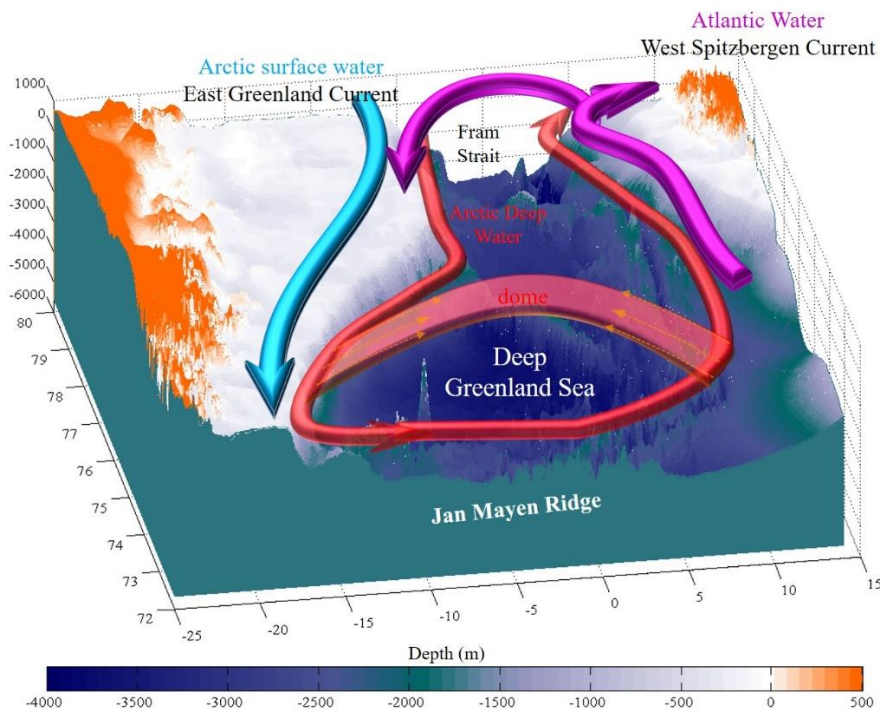 Atlantic Water
West Spitzbergen Current
Arctic surface water
East Greenland Current
Fram
Strait
Arctic Deep
Water
dome
Deep
Greenland Sea
Jan Mayen Ridge
1000
0
-1000
-2000
-3000
-4000
-5000
-6000
80
79
78
77
76
75
74
73
72
-25
-20
-15
-10
-5
0
5
10
15
Depth (m)
-4000 -3500 -3000 -2500 -2000 -1500 -1000 -500 0 500